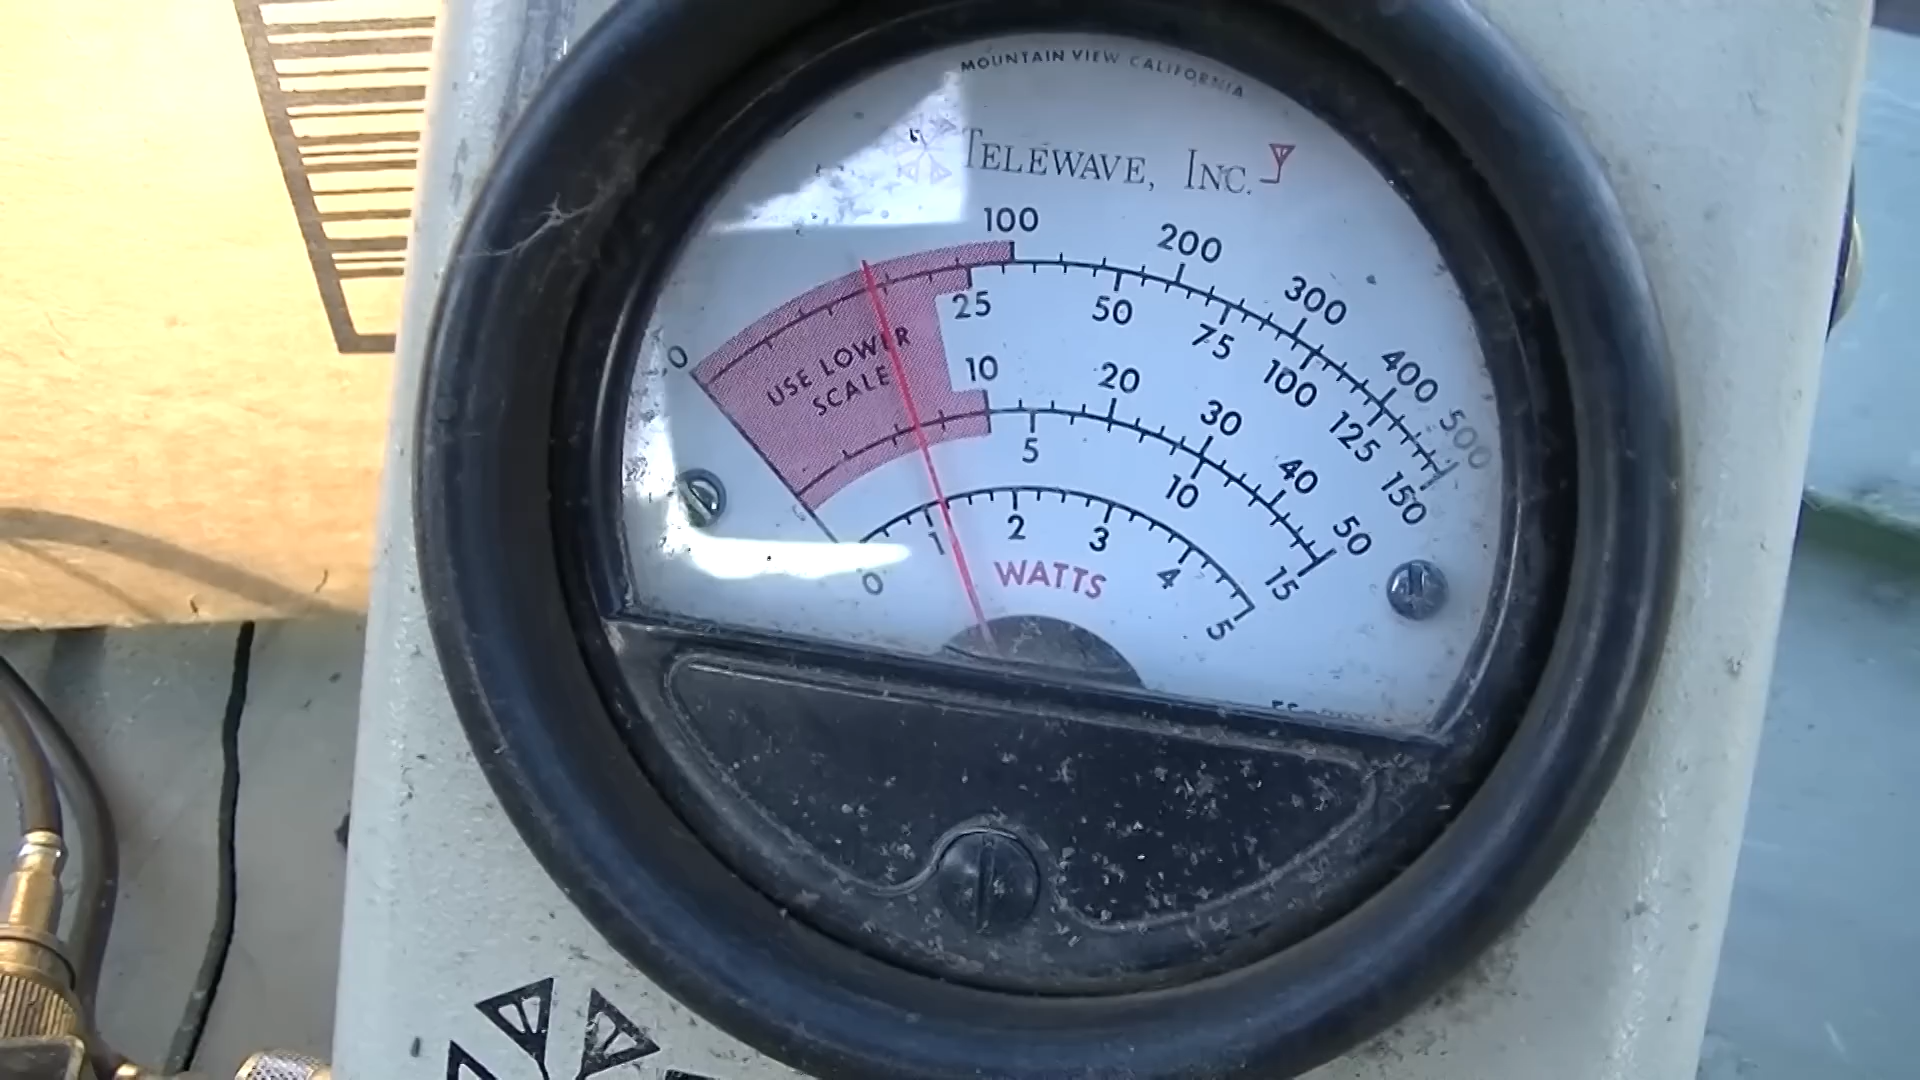 MOUNTAIN VIEW CALIFORNIA
TELEWAVE, INC.
0 100 200 300 400 500
25 50 75 100 125 150
USE LOWER
SCALE
10 20 30 40 50
5 10 15
0 1 2 3 4 5
WATTS